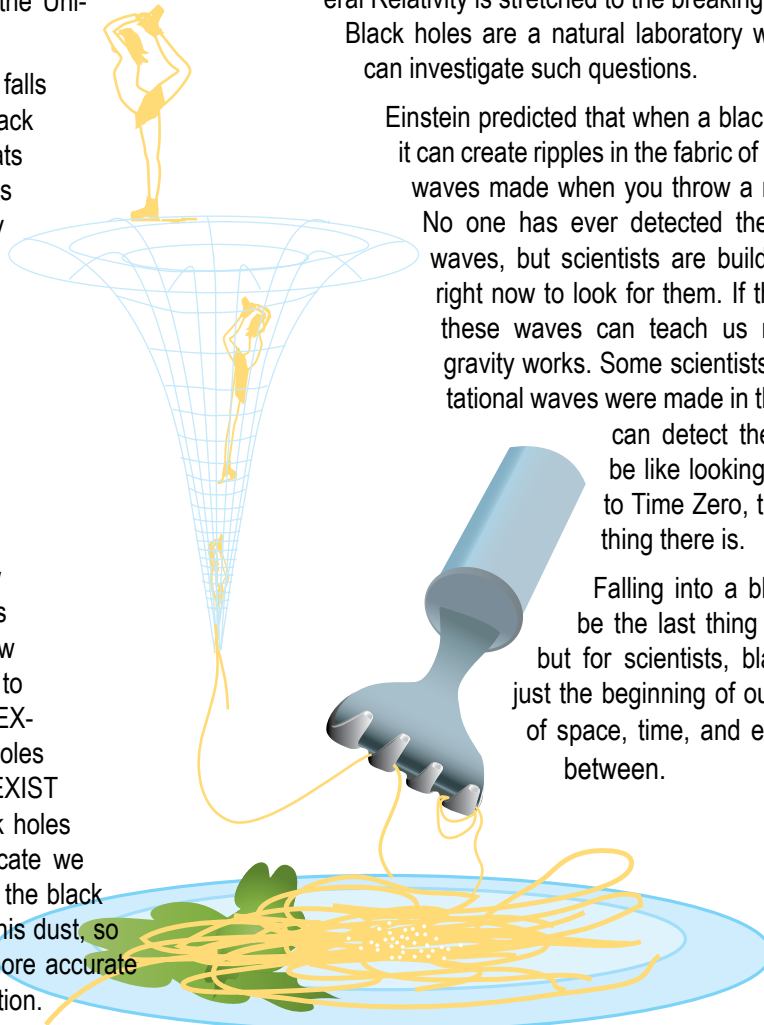 the Uni-
falls
ack
ats
s
y
s
w
to
EX-
oles
EXIST
k holes
cate we
the black
his dust, so
ore accurate
tion.
eral Relativity is stretched to the breaking
Black holes are a natural laboratory w
can investigate such questions.
Einstein predicted that when a blac
it can create ripples in the fabric of
waves made when you throw a r
No one has ever detected the
waves, but scientists are build
right now to look for them. If th
these waves can teach us
gravity works. Some scientists
tational waves were made in th
can detect the
be like looking
to Time Zero, t
thing there is.
Falling into a bl
be the last thing
but for scientists, bla
just the beginning of ou
of space, time, and e
between.